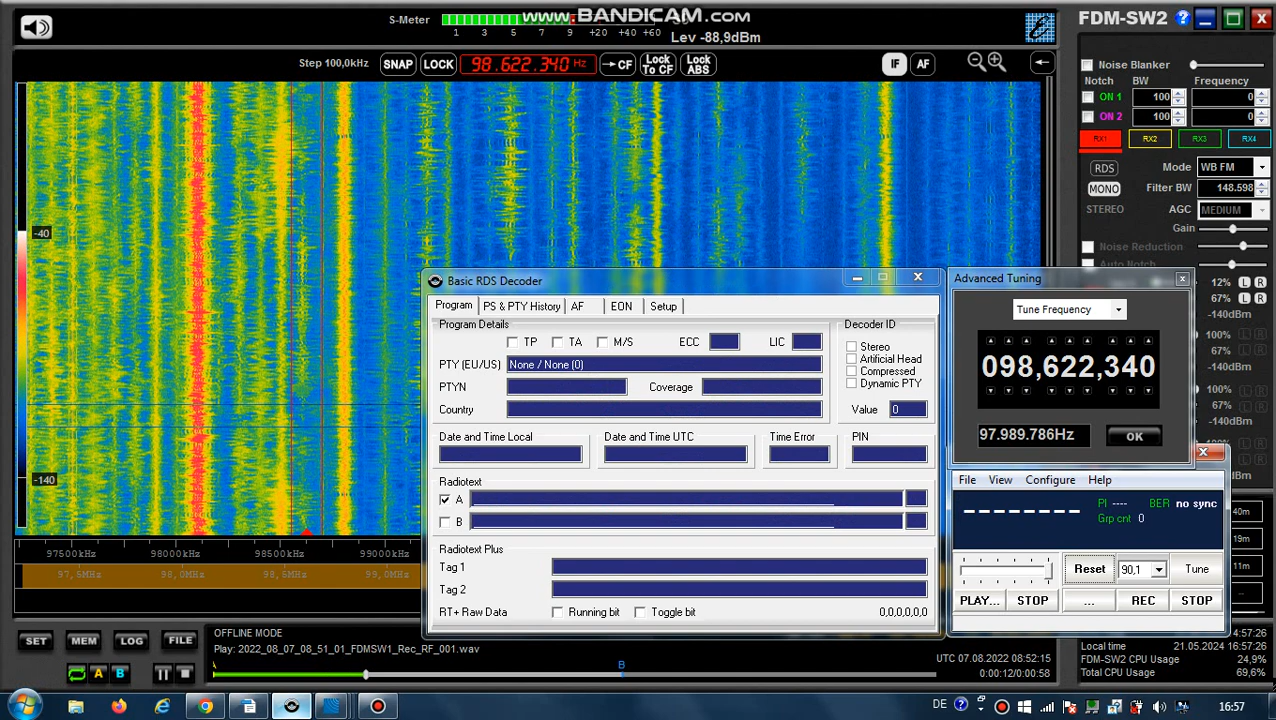 www.BANDICAM.com
S-Meter
1 3 5 7 9 +20 +40 +60
Lev -88,9dBm
FDM-SW2
Step 100,0kHz
SNAP
LOCK
98.622.340 Hz
→CF
Lock To CF
Lock ABS
IF
AF
Noise Blanker
Notch BW Frequency
ON 1 100 0
ON 2 100 0
RX1 RX2 RX3 RX4
RDS Mode WB FM
MONO Filter BW 148.598
STEREO AGC MEDIUM
Gain
Noise Reduction
Auto Notch
12% L R
67% L R
-140dBm
100% L R
67% L R
-140dBm
100% L R
67% L R
-140dBm
-40
-140
97500kHz 98000kHz 98500kHz 99000kHz
97,5MHz 98,0MHz 98,5MHz 99,0MHz
Basic RDS Decoder
Program PS & PTY History AF EON Setup
Program Details
TP TA M/S ECC LIC
PTY (EU/US) None / None (0)
PTYN Coverage
Country
Decoder ID
Stereo
Artificial Head
Compressed
Dynamic PTY
Value 0
Date and Time Local
Date and Time UTC
Time Error
PIN
Radiotext
A
B
Radiotext Plus
Tag 1
Tag 2
RT+ Raw Data Running bit Toggle bit 0,0,0,0,0
Advanced Tuning
Tune Frequency
098,622,340
97.989.786Hz OK
File View Configure Help
-------- PI ---- BER no sync
Grp cnt 0
Reset 90,1 Tune
PLAY... STOP ... REC STOP
40m
19m
11m
SET MEM LOG FILE
A B
OFFLINE MODE
Play: 2022_08_07_08_51_01_FDMSW1_Rec_RF_001.wav
A
B
UTC 07.08.2022 08:52:15
0:00:12/0:00:58
4:57:26
Local time 21.05.2024 16:57:26
FDM-SW2 CPU Usage 24,9%
Total CPU Usage 69,6%
DE 16:57